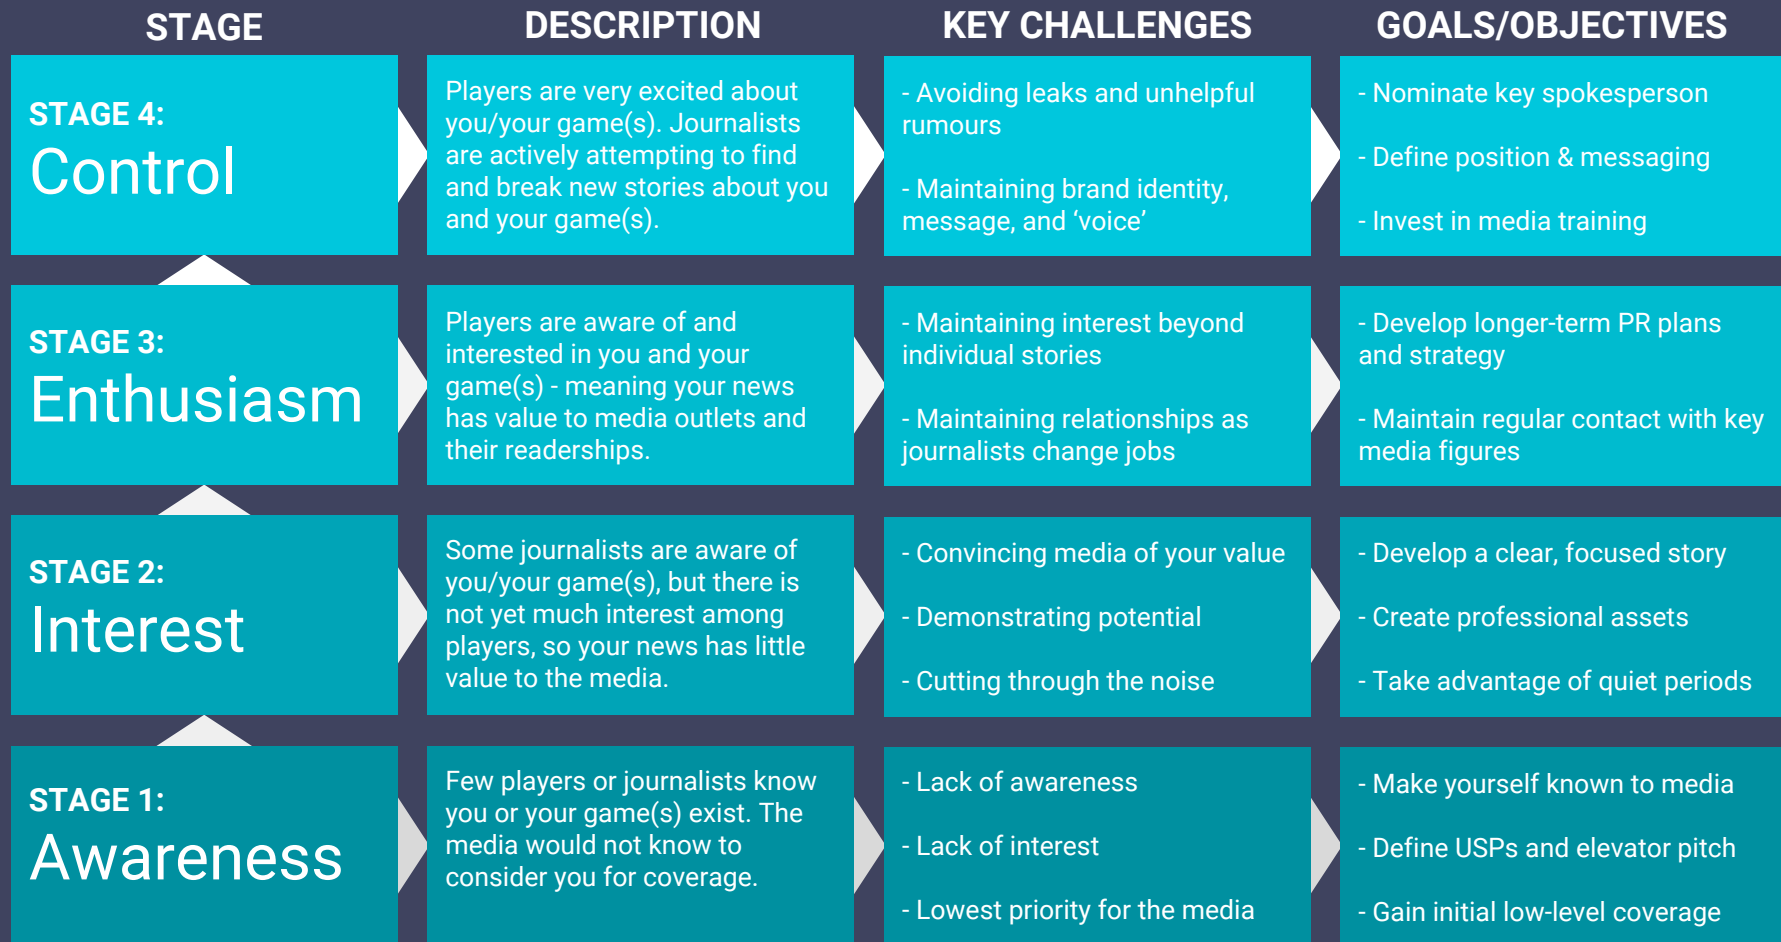 STAGE
DESCRIPTION
KEY CHALLENGES
GOALS/OBJECTIVES
STAGE 4:
Control
Players are very excited about
you/your game(s). Journalists
are actively attempting to find
and break new stories about you
and your game(s).
- Avoiding leaks and unhelpful
rumours
- Maintaining brand identity,
message, and ‘voice’
- Nominate key spokesperson
- Define position & messaging
- Invest in media training
STAGE 3:
Enthusiasm
Players are aware of and
interested in you and your
game(s) - meaning your news
has value to media outlets and
their readerships.
- Maintaining interest beyond
individual stories
- Maintaining relationships as
journalists change jobs
- Develop longer-term PR plans
and strategy
- Maintain regular contact with key
media figures
STAGE 2:
Interest
Some journalists are aware of
you/your game(s), but there is
not yet much interest among
players, so your news has little
value to the media.
- Convincing media of your value
- Demonstrating potential
- Cutting through the noise
- Develop a clear, focused story
- Create professional assets
- Take advantage of quiet periods
STAGE 1:
Awareness
Few players or journalists know
you or your game(s) exist. The
media would not know to
consider you for coverage.
- Lack of awareness
- Lack of interest
- Lowest priority for the media
- Make yourself known to media
- Define USPs and elevator pitch
- Gain initial low-level coverage